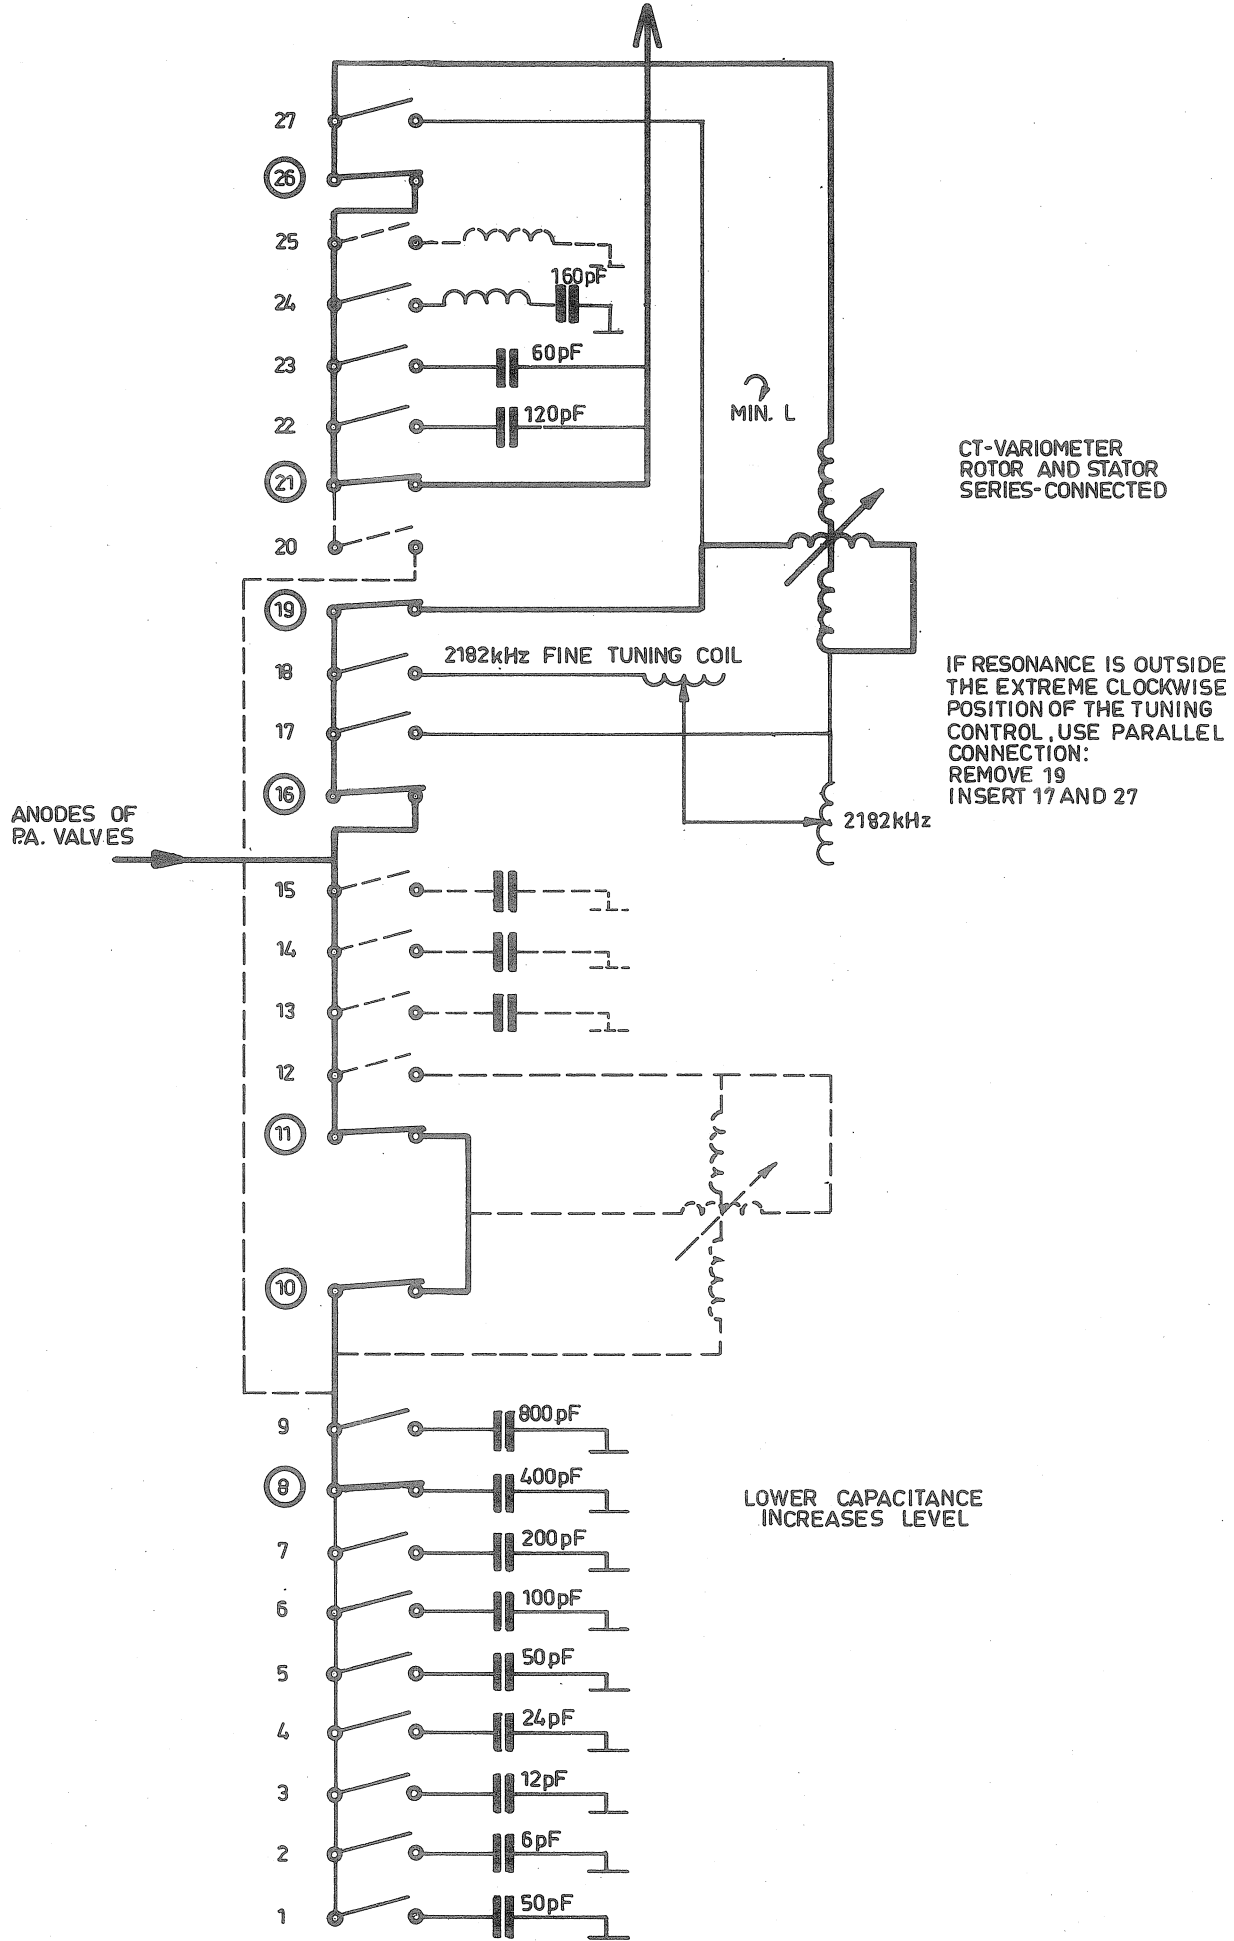 27
26
25
160pF
24
60pF
23
120pF
22
MIN. L
CT-VARIOMETER
ROTOR AND STATOR
SERIES-CONNECTED
21
20
19
2182kHz FINE TUNING COIL
18
IF RESONANCE IS OUTSIDE
THE EXTREME CLOCKWISE
POSITION OF THE TUNING
CONTROL, USE PARALLEL
CONNECTION:
REMOVE 19
INSERT 17 AND 27
17
16
ANODES OF
P.A. VALVES
2182kHz
15
14
13
12
11
10
9
800pF
8
400pF
LOWER CAPACITANCE
INCREASES LEVEL
7
200pF
6
100pF
5
50pF
4
24pF
3
12pF
2
6pF
1
50pF